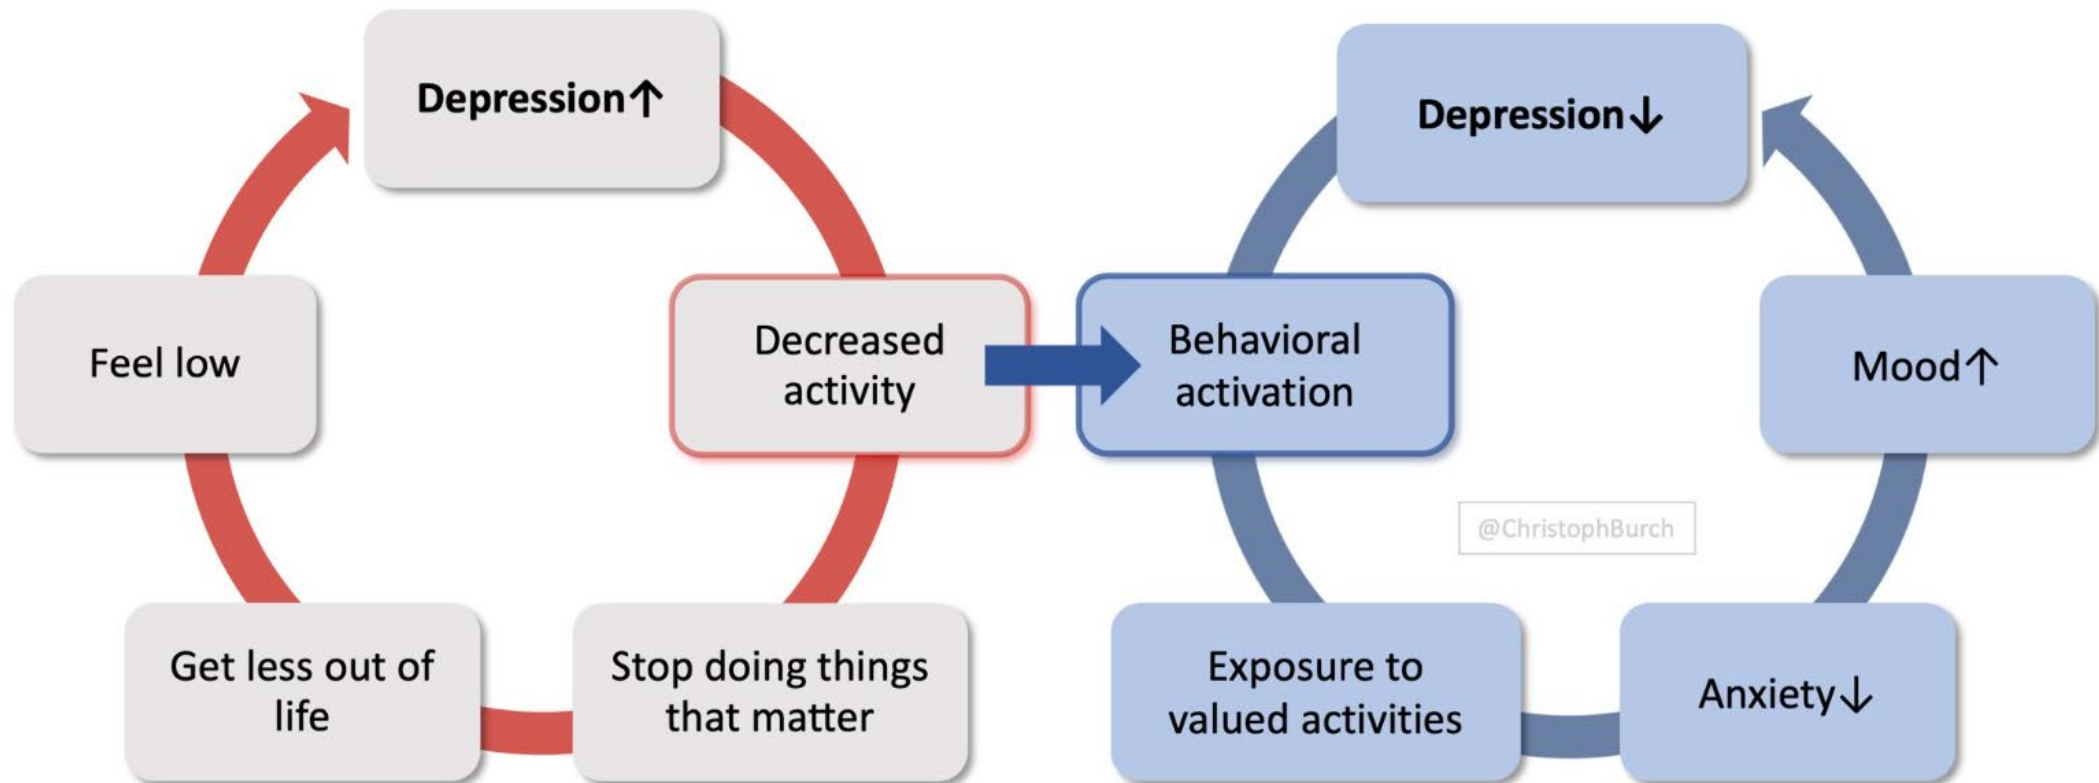 Depression↑
Decreased
activity
Stop doing things
that matter
Get less out of
life
Feel low
Depression↓
Behavioral
activation
Exposure to
valued activities
Anxiety↓
Mood↑
@ChristophBurch